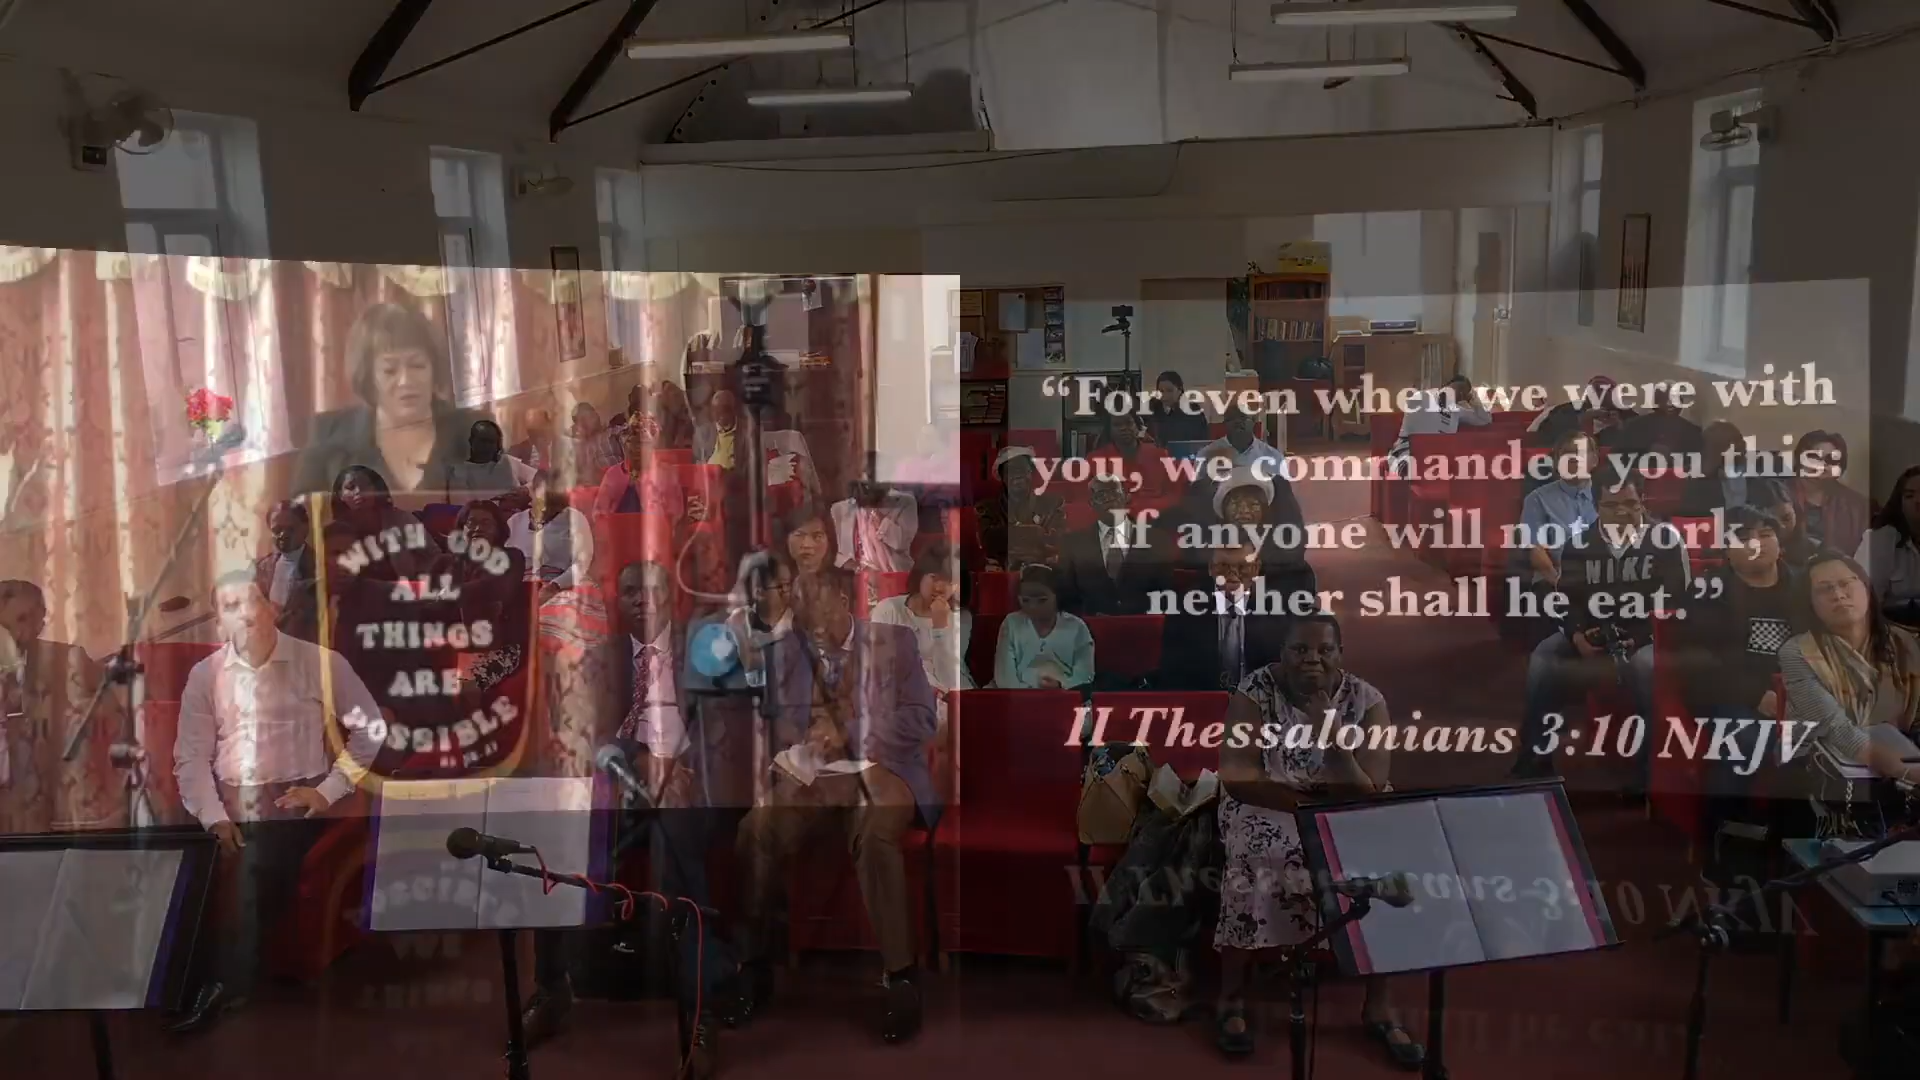 WITH GOD
ALL
THINGS
ARE
POSSIBLE
“For even when we were with
you, we commanded you this:
If anyone will not work,
neither shall he eat.”
II Thessalonians 3:10 NKJV
NIKE